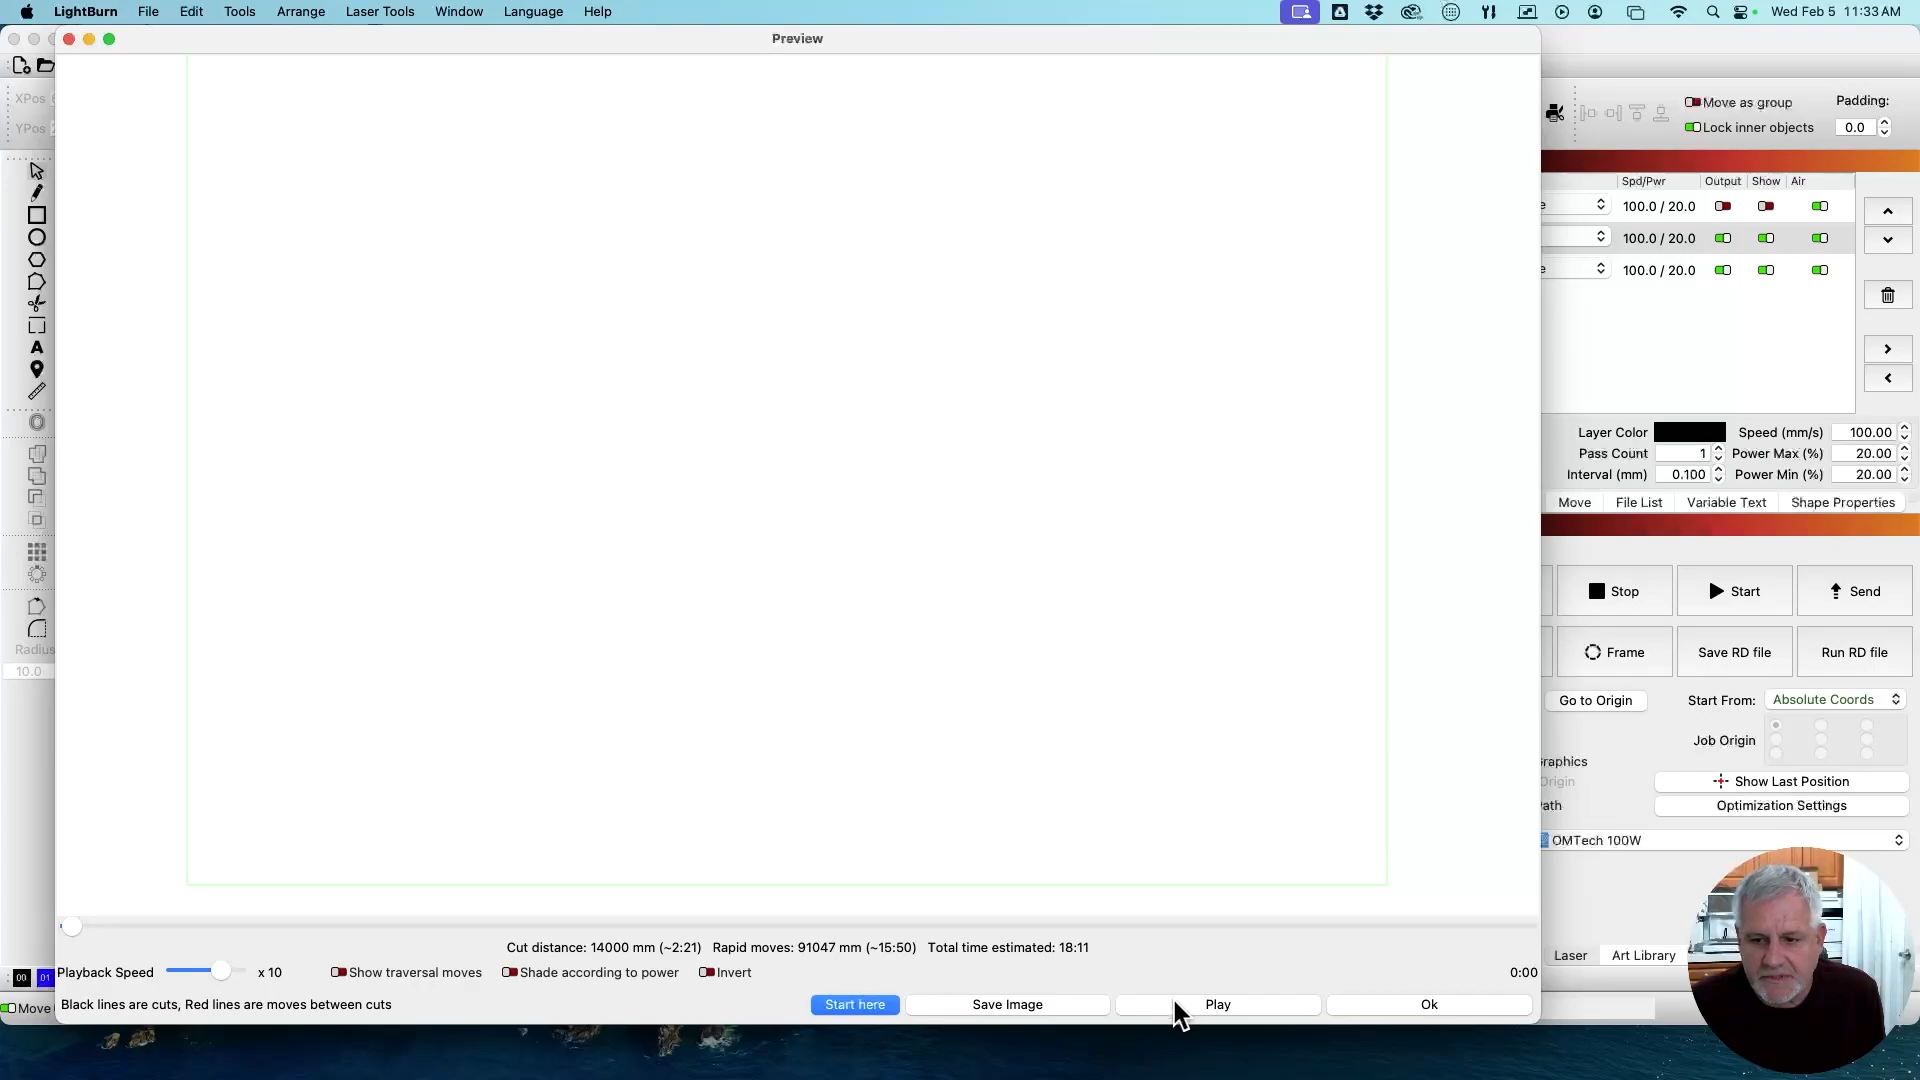 LightBurn File Edit Tools Arrange Laser Tools Window Language Help Wed Feb 5 11:33 AM
Preview
XPos
YPos
Move as group
Padding:
Lock inner objects
0.0
Spd/Pwr Output Show Air
100.0 / 20.0
100.0 / 20.0
100.0 / 20.0
Layer Color Speed (mm/s) 100.00
Pass Count 1 Power Max (%) 20.00
Interval (mm) 0.100 Power Min (%) 20.00
Move File List Variable Text Shape Properties
Stop Start Send
Frame Save RD file Run RD file
Radius
10.0
Go to Origin Start From: Absolute Coords
Job Origin
raphics
Origin
Show Last Position
ath
Optimization Settings
OMTech 100W
Laser Art Library
Cut distance: 14000 mm (~2:21) Rapid moves: 91047 mm (~15:50) Total time estimated: 18:11
00 01
Playback Speed x 10 Show traversal moves Shade according to power Invert 0:00
Move
Black lines are cuts, Red lines are moves between cuts Start here Save Image Play Ok